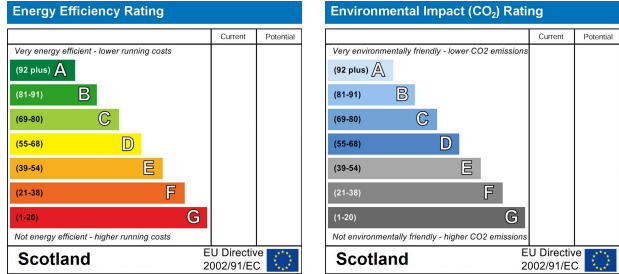 Energy Efficiency Rating
Current Potential
Very energy efficient - lower running costs
(92 plus) A
(81-91) B
(69-80) C
(55-68) D
(39-54) E
(21-38) F
(1-20) G
Not energy efficient - higher running costs
Scotland
EU Directive
2002/91/EC
Environmental Impact (CO₂) Rating
Current Potential
Very environmentally friendly - lower CO2 emissions
(92 plus) A
(81-91) B
(69-80) C
(55-68) D
(39-54) E
(21-38) F
(1-20) G
Not environmentally friendly - higher CO2 emissions
Scotland
EU Directive
2002/91/EC